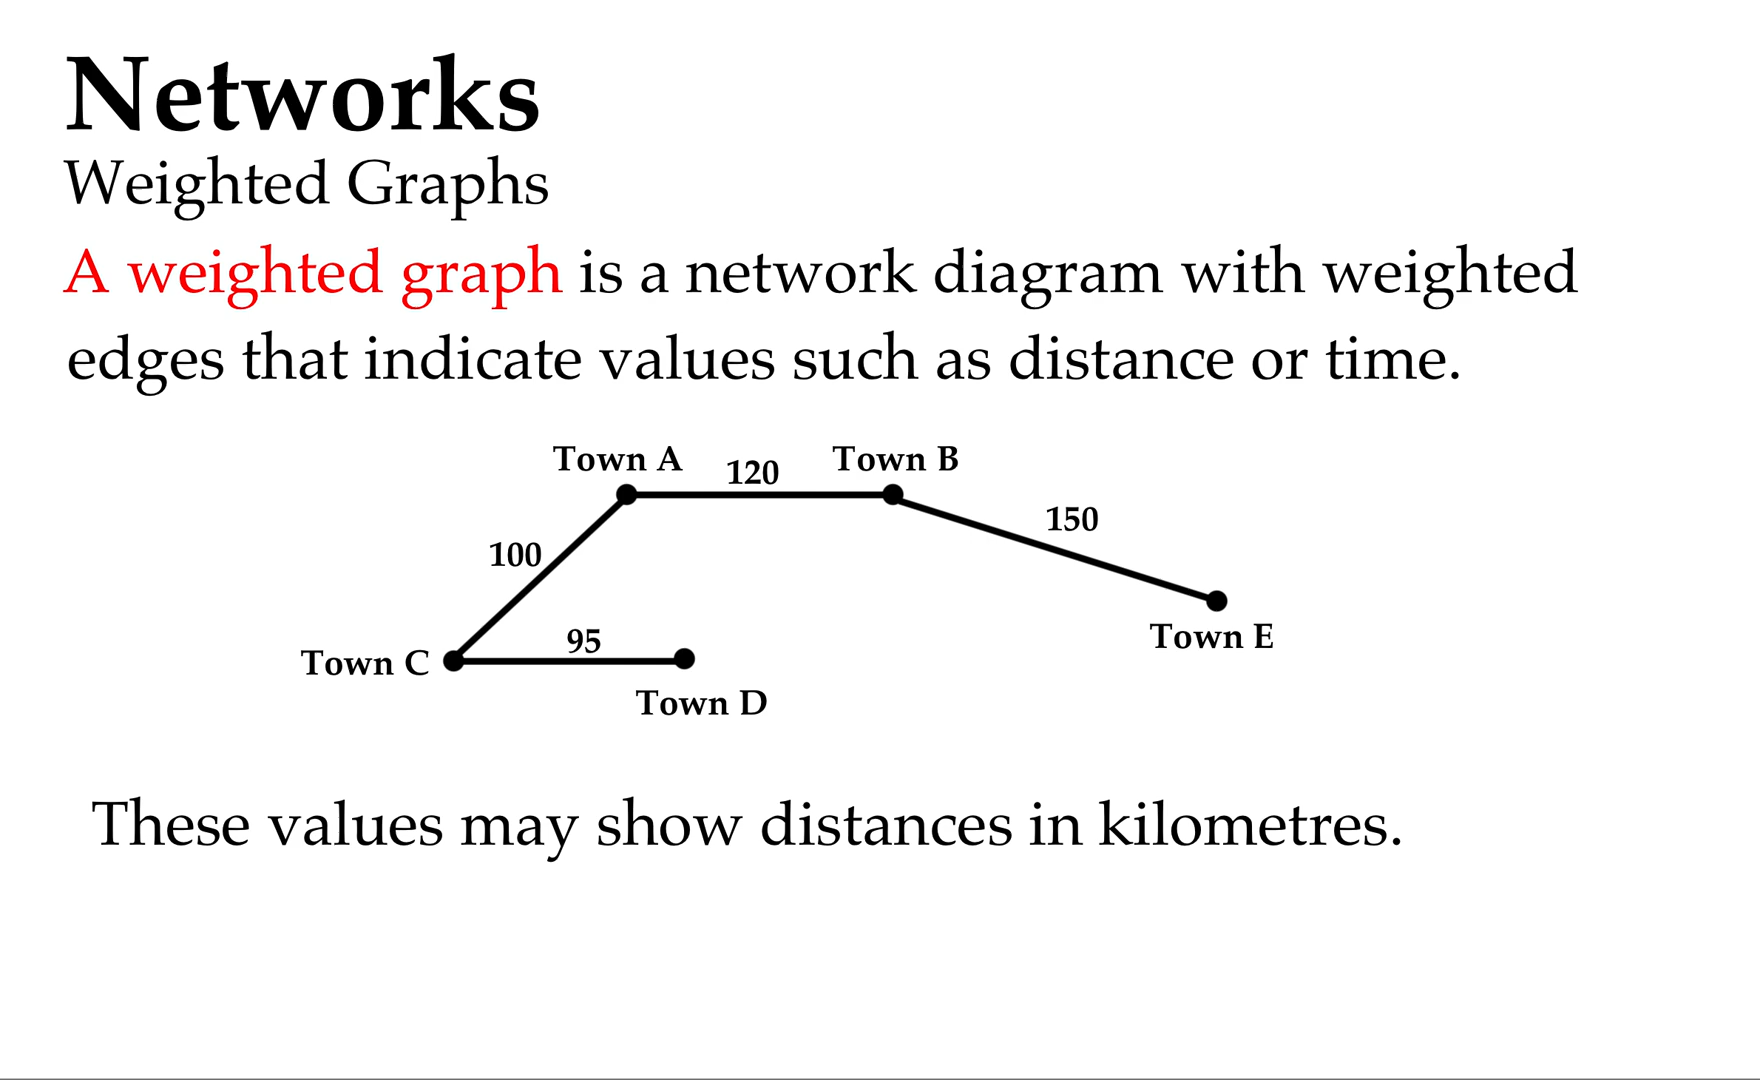 Networks
Weighted Graphs
A weighted graph is a network diagram with weighted
edges that indicate values such as distance or time.
Town A
120
Town B
150
100
Town E
95
Town C
Town D
These values may show distances in kilometres.